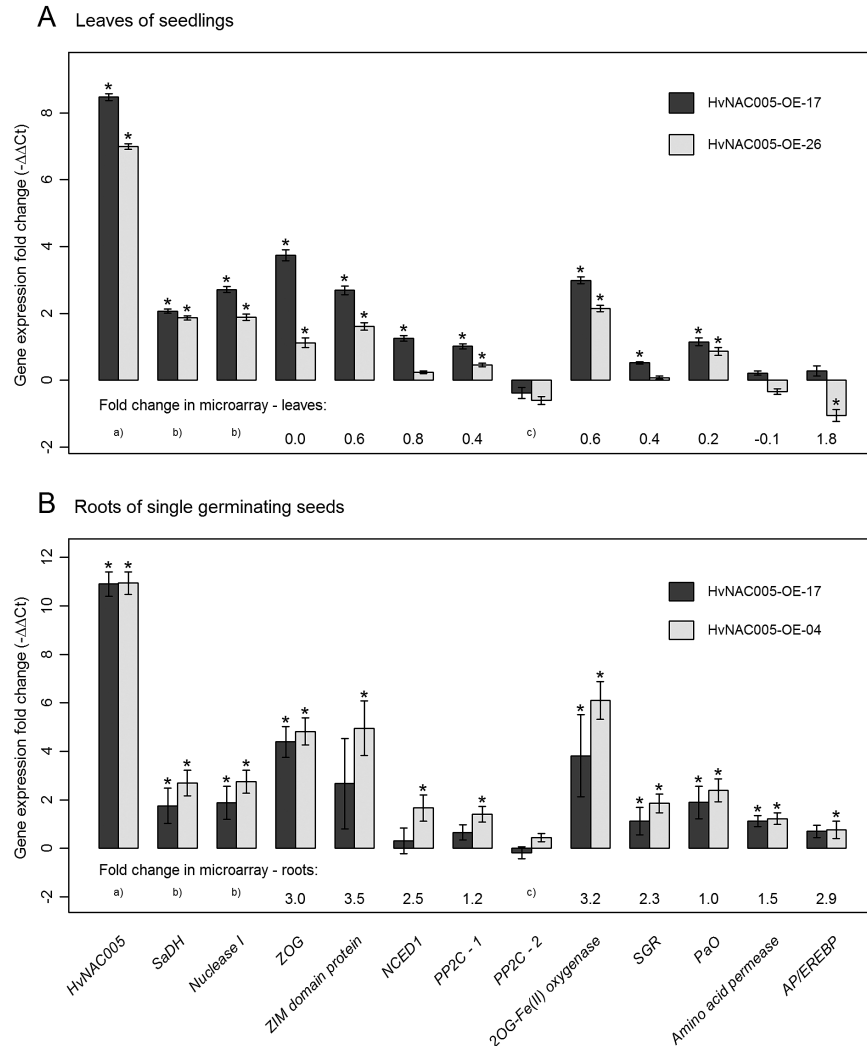 A Leaves of seedlings
Gene expression fold change (-ΔΔCt)
8
6
4
2
0
-2
HvNAC005-OE-17
HvNAC005-OE-26
* * * * * * * * * * * * * * * * * * *
Fold change in microarray - leaves:
a) b) b) 0.0 0.6 0.8 0.4 c) 0.6 0.4 0.2 -0.1 1.8
B Roots of single germinating seeds
Gene expression fold change (-ΔΔCt)
12
10
8
6
4
2
0
-2
HvNAC005-OE-17
HvNAC005-OE-04
* * * * * * * * * * * * * * * * * * *
Fold change in microarray - roots:
a) b) b) 3.0 3.5 2.5 1.2 c) 3.2 2.3 1.0 1.5 2.9
HvNAC005
SaDH
Nuclease I
ZOG
ZIM domain protein
NCED1
PP2C - 1
PP2C - 2
2OG-Fe(II) oxygenase
SGR
PaO
Amino acid permease
AP/EREBP